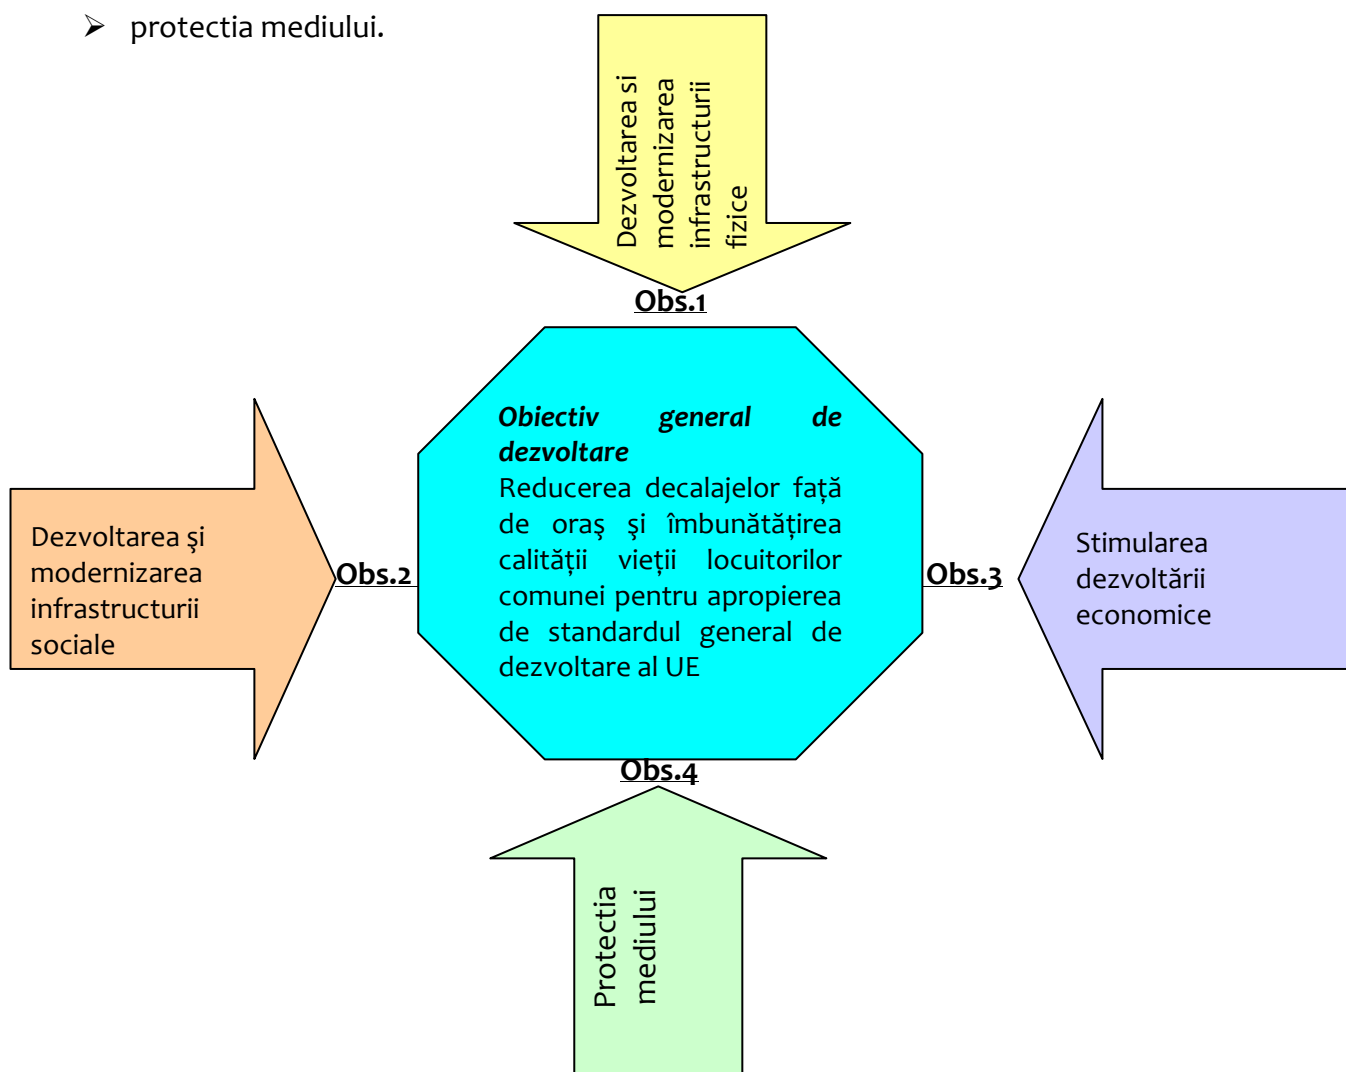 ➢ protectia mediului.
Dezvoltarea si
modernizarea
infrastructurii
fizice
Obs.1
Obiectiv general de
dezvoltare
Reducerea decalajelor față
de oraş şi îmbunătățirea
calității vieții locuitorilor
comunei pentru apropierea
de standardul general de
dezvoltare al UE
Dezvoltarea şi
modernizarea
infrastructurii
sociale
Obs.2
Obs.3
Stimularea
dezvoltării
economice
Obs.4
Protectia
mediului